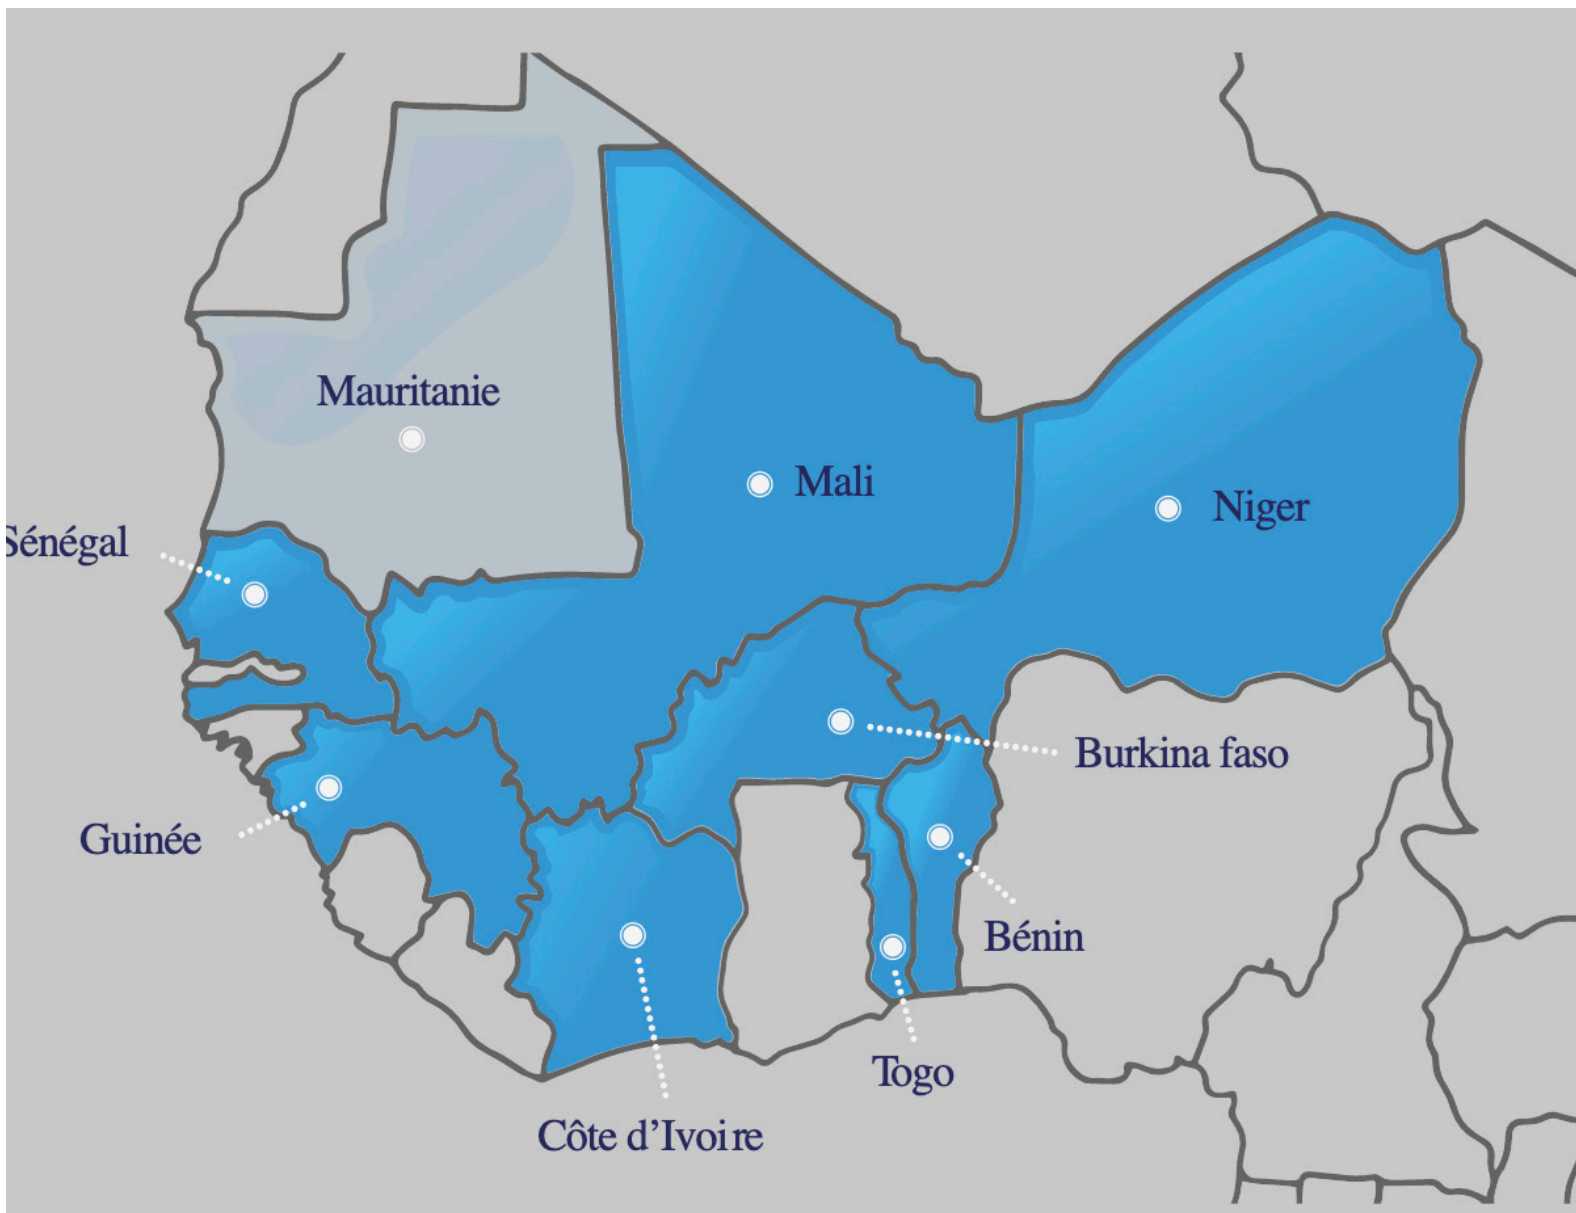 Mauritanie
Mali
Niger
Sénégal
Burkina faso
Guinée
Bénin
Togo
Côte d’Ivoire